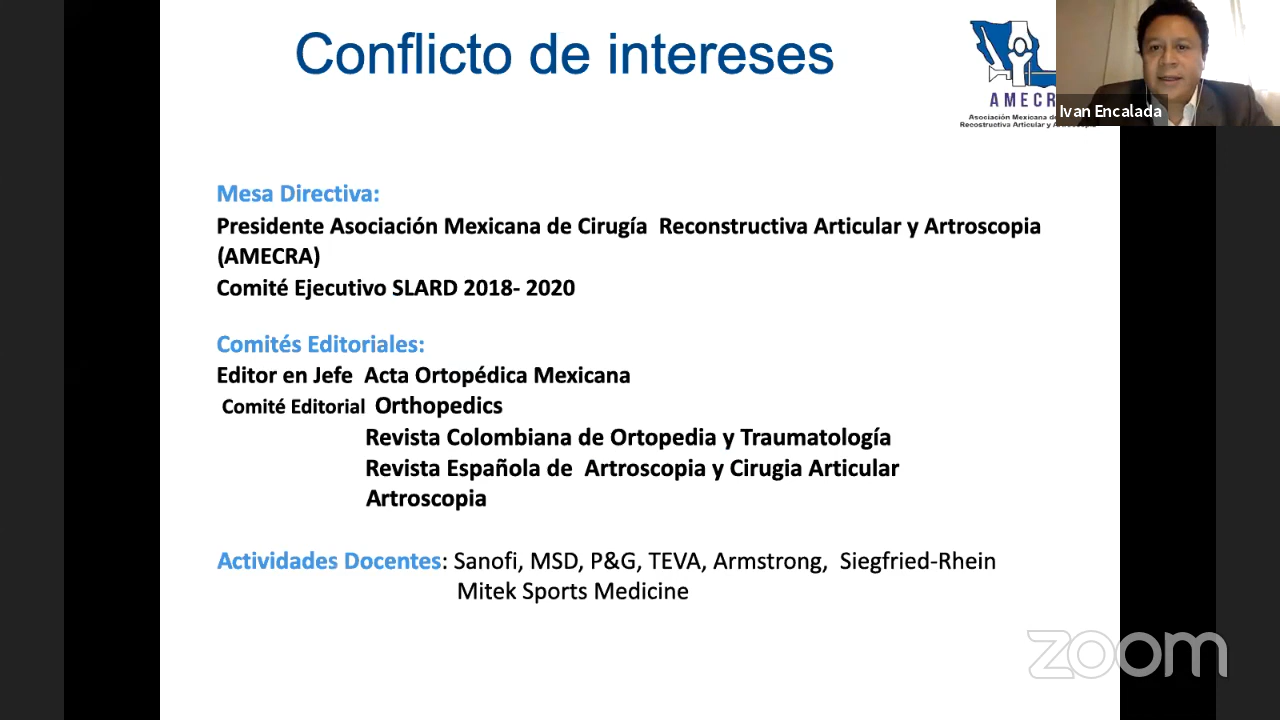 Conflicto de intereses
AMECR
Asociación Mexicana de
Reconstructiva Articular y Artroscopia
Ivan Encalada
Mesa Directiva:
Presidente Asociación Mexicana de Cirugía Reconstructiva Articular y Artroscopia
(AMECRA)
Comité Ejecutivo SLARD 2018- 2020
Comités Editoriales:
Editor en Jefe Acta Ortopédica Mexicana
Comité Editorial Orthopedics
Revista Colombiana de Ortopedia y Traumatología
Revista Española de Artroscopia y Cirugia Articular
Artroscopia
Actividades Docentes: Sanofi, MSD, P&G, TEVA, Armstrong, Siegfried-Rhein
Mitek Sports Medicine
zoom